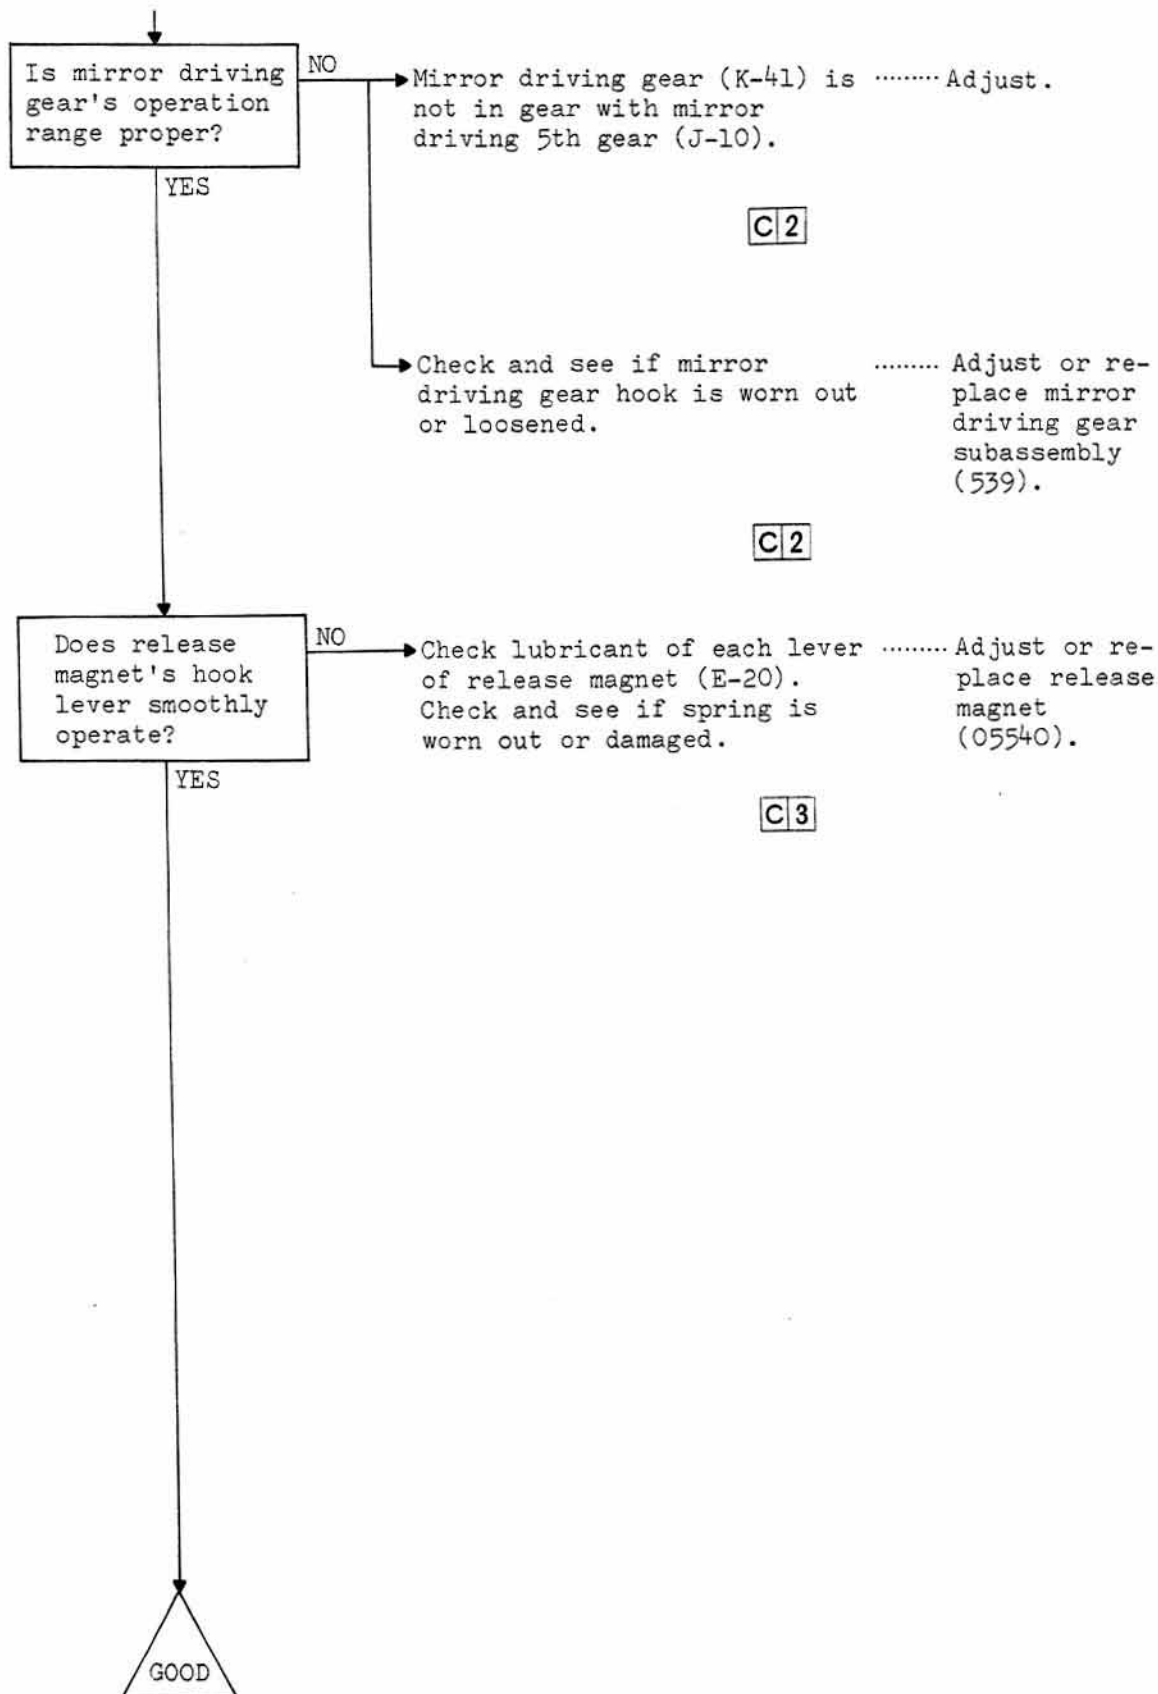 Is mirror driving
gear's operation
range proper?
NO
Mirror driving gear (K-41) is ········· Adjust.
not in gear with mirror
driving 5th gear (J-10).
YES
C 2
Check and see if mirror ········· Adjust or re-
driving gear hook is worn out place mirror
or loosened. driving gear
subassembly
(539).
C 2
Does release
magnet's hook
lever smoothly
operate?
NO
Check lubricant of each lever ········· Adjust or re-
of release magnet (E-20). place release
Check and see if spring is magnet
worn out or damaged. (05540).
YES
C 3
GOOD